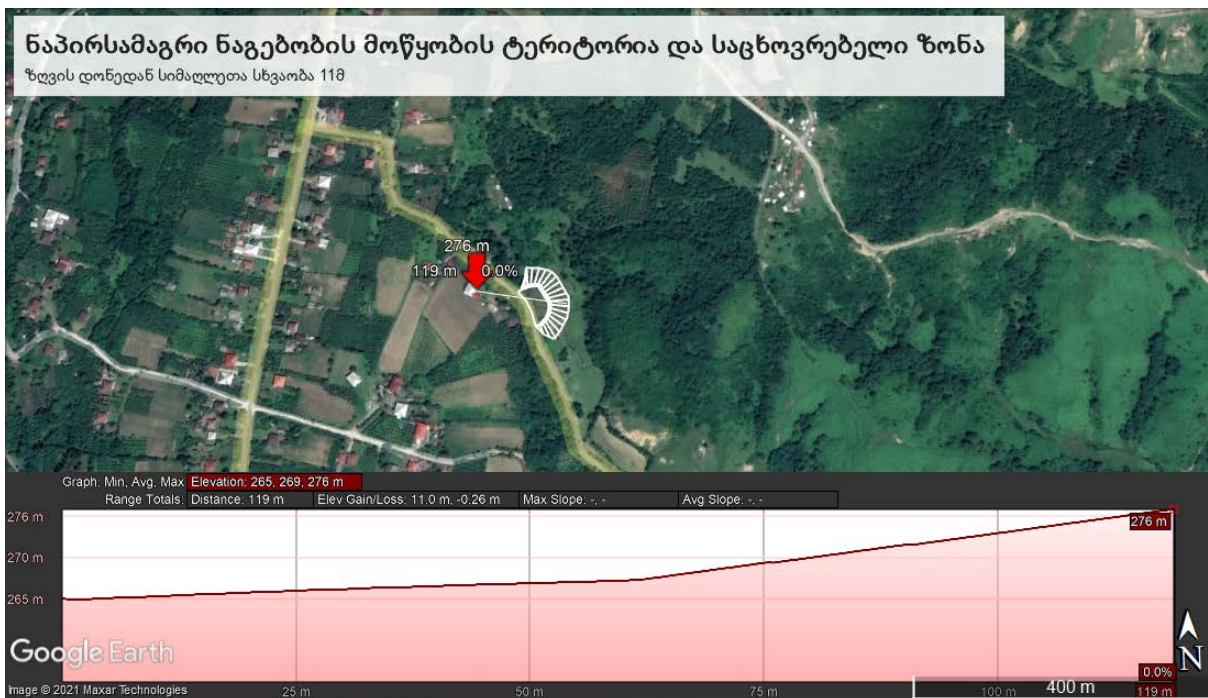 ნაპირსამაგრი ნაგებობის მოწყობის ტერიტორია და საცხოვრებელი ზონა
ზღვის დონედან სიმაღლეთა სხვაობა 11მ
276 m
119 m 0.0%
Graph: Min, Avg, Max Elevation: 265, 269, 276 m
Range Totals: Distance: 119 m Elev Gain/Loss: 11.0 m, -0.26 m Max Slope: -, - Avg Slope: -, -
276 m
276 m
270 m
265 m
Google Earth
N
0.0%
Image © 2021 Maxar Technologies
25 m 50 m 75 m 100 m 400 m 119 m